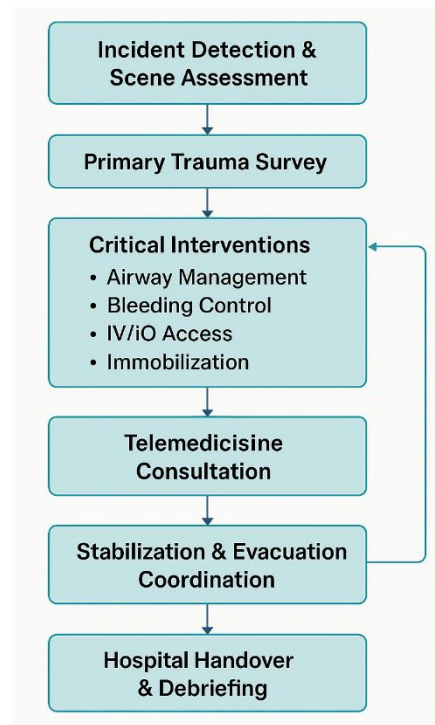 Incident Detection &
Scene Assessment
Primary Trauma Survey
Critical Interventions
• Airway Management
• Bleeding Control
• IV/iO Access
• Immobilization
Telemedicisine
Consultation
Stabilization & Evacuation
Coordination
Hospital Handover
& Debriefing